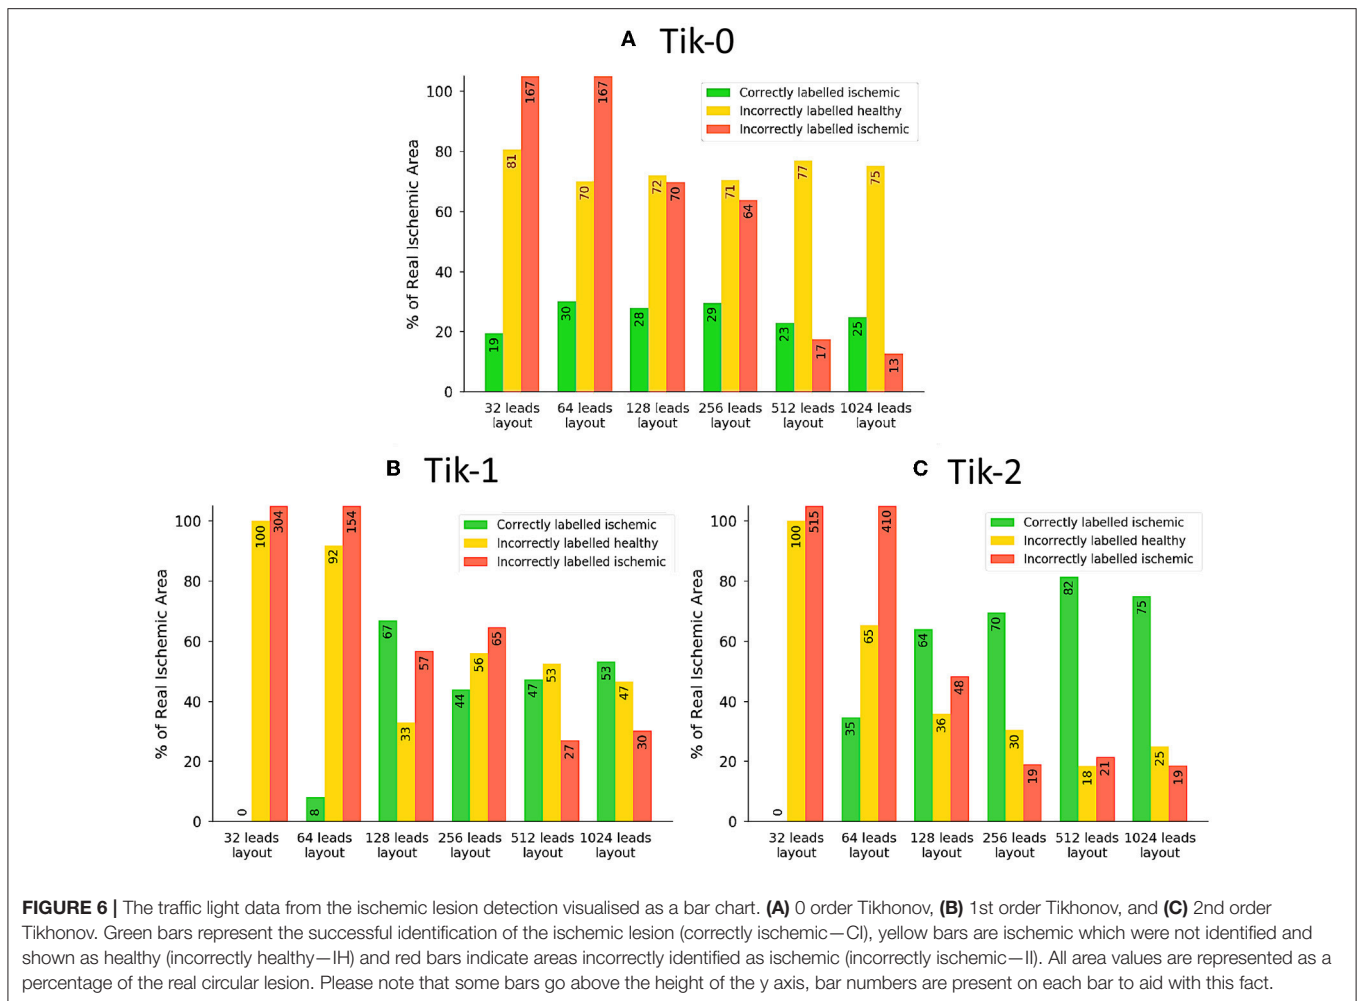 (A) Tik-0
% of Real Ischemic Area
100
80
60
40
20
0
Correctly labelled ischemic
Incorrectly labelled healthy
Incorrectly labelled ischemic
19 81 167
30 70 167
28 72 70
29 71 64
23 77 17
25 75 13
32 leads layout
64 leads layout
128 leads layout
256 leads layout
512 leads layout
1024 leads layout
B Tik-1
% of Real Ischemic Area
100
80
60
40
20
0
Correctly labelled ischemic
Incorrectly labelled healthy
Incorrectly labelled ischemic
0 100 304
8 92 154
67 33 57
44 56 65
47 53 27
53 47 30
32 leads layout
64 leads layout
128 leads layout
256 leads layout
512 leads layout
1024 leads layout
C Tik-2
% of Real Ischemic Area
100
80
60
40
20
0
Correctly labelled ischemic
Incorrectly labelled healthy
Incorrectly labelled ischemic
0 100 515
35 65 410
64 36 48
70 30 19
82 18 21
75 25 19
32 leads layout
64 leads layout
128 leads layout
256 leads layout
512 leads layout
1024 leads layout
FIGURE 6 | The traffic light data from the ischemic lesion detection visualised as a bar chart. (A) 0 order Tikhonov, (B) 1st order Tikhonov, and (C) 2nd order
Tikhonov. Green bars represent the successful identification of the ischemic lesion (correctly ischemic—CI), yellow bars are ischemic which were not identified and
shown as healthy (incorrectly healthy—IH) and red bars indicate areas incorrectly identified as ischemic (incorrectly ischemic—II). All area values are represented as a
percentage of the real circular lesion. Please note that some bars go above the height of the y axis, bar numbers are present on each bar to aid with this fact.